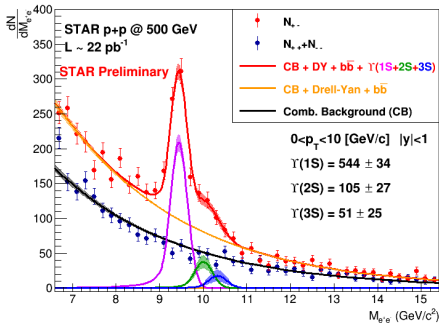 dN
dM_e+e-
400
350
300
250
200
150
100
50
0
STAR p+p @ 500 GeV
L ~ 22 pb⁻¹
STAR Preliminary
N₊₋
N₊₊+N₋₋
CB + DY + bb̄ + ϒ(1S+2S+3S)
CB + Drell-Yan + bb̄
Comb. Background (CB)
0<p_T<10 [GeV/c] |y|<1
ϒ(1S) = 544 ± 34
ϒ(2S) = 105 ± 27
ϒ(3S) = 51 ± 25
7 8 9 10 11 12 13 14 15
M_e+e- (GeV/c²)